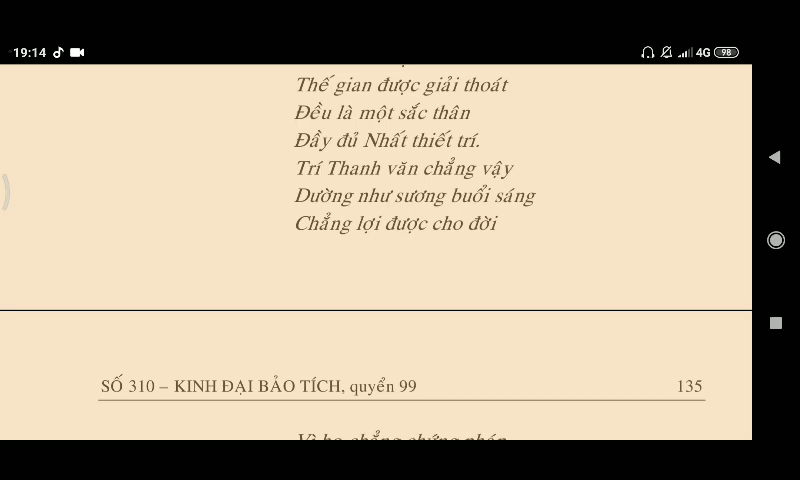 19:14
4G 98
Thế gian được giải thoát
Đều là một sắc thân
Đầy đủ Nhất thiết trí.
Trí Thanh văn chẳng vậy
Dường như sương buổi sáng
Chẳng lợi được cho đời
SỐ 310 – KINH ĐẠI BẢO TÍCH, quyển 99 135